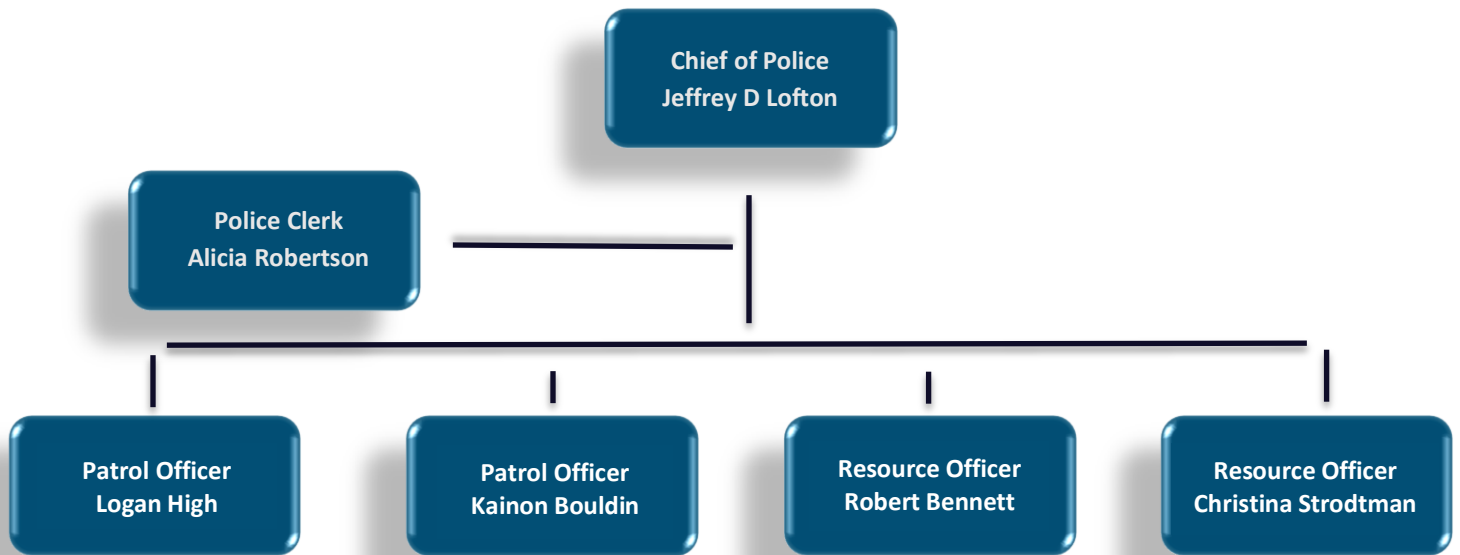 Chief of Police
Jeffrey D Lofton
Police Clerk
Alicia Robertson
Patrol Officer
Logan High
Patrol Officer
Kainon Bouldin
Resource Officer
Robert Bennett
Resource Officer
Christina Strodtman